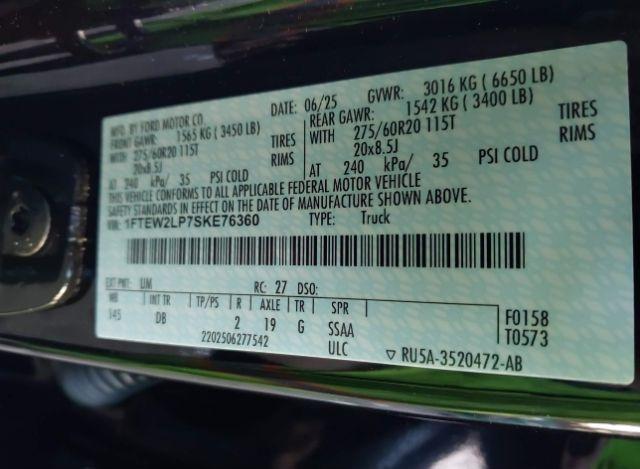 MFD. BY FORD MOTOR CO.
DATE: 06/25 GVWR: 3016 KG ( 6650 LB)
FRONT GAWR: 1565 KG ( 3450 LB)
REAR GAWR: 1542 KG ( 3400 LB)
WITH 275/60R20 115T TIRES
20x8.5J RIMS
AT 240 kPa/ 35 PSI COLD
WITH 275/60R20 115T TIRES
20x8.5J RIMS
AT 240 kPa/ 35 PSI COLD
THIS VEHICLE CONFORMS TO ALL APPLICABLE FEDERAL MOTOR VEHICLE
SAFETY STANDARDS IN EFFECT ON THE DATE OF MANUFACTURE SHOWN ABOVE.
VIN: 1FTEW2LP7SKE76360 TYPE: Truck
EXT PNT: UM RC: 27 DSO:
WB INT TR TP/PS R AXLE TR SPR
145 DB 2 19 G SSAA
2202506277542 ULC
F0158
T0573
▽ RU5A-3520472-AB